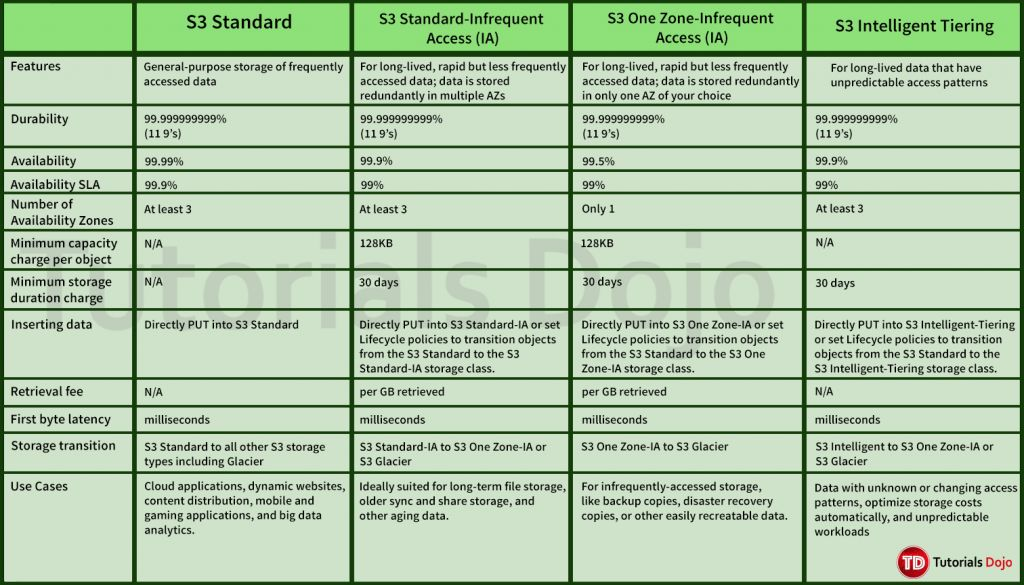 S3 Standard
S3 Standard-Infrequent
Access (IA)
S3 One Zone-Infrequent
Access (IA)
S3 Intelligent Tiering
Features
General-purpose storage of frequently
accessed data
For long-lived, rapid but less frequently
accessed data; data is stored
redundantly in multiple AZs
For long-lived, rapid but less frequently
accessed data; data is stored redundantly
in only one AZ of your choice
For long-lived data that have
unpredictable access patterns
Durability
99.999999999%
(11 9's)
99.999999999%
(11 9's)
99.999999999%
(11 9's)
99.999999999%
(11 9's)
Availability
99.99%
99.9%
99.5%
99.9%
Availability SLA
99.9%
99%
99%
99%
Number of
Availability Zones
At least 3
At least 3
Only 1
At least 3
Minimum capacity
charge per object
N/A
128KB
128KB
N/A
Minimum storage
duration charge
N/A
30 days
30 days
30 days
Tutorials Dojo
Inserting data
Directly PUT into S3 Standard
Directly PUT into S3 Standard-IA or set
Lifecycle policies to transition objects
from the S3 Standard to the S3
Standard-IA storage class.
Directly PUT into S3 One Zone-IA or set
Lifecycle policies to transition objects
from the S3 Standard to the S3 One
Zone-IA storage class.
Directly PUT into S3 Intelligent-Tiering
or set Lifecycle policies to transition
objects from the S3 Standard to the
S3 Intelligent-Tiering storage class.
Retrieval fee
N/A
per GB retrieved
per GB retrieved
N/A
First byte latency
milliseconds
milliseconds
milliseconds
milliseconds
Storage transition
S3 Standard to all other S3 storage
types including Glacier
S3 Standard-IA to S3 One Zone-IA or
S3 Glacier
S3 One Zone-IA to S3 Glacier
S3 Intelligent to S3 One Zone-IA or
S3 Glacier
Use Cases
Cloud applications, dynamic websites,
content distribution, mobile and
gaming applications, and big data
analytics.
Ideally suited for long-term file storage,
older sync and share storage, and
other aging data.
For infrequently-accessed storage,
like backup copies, disaster recovery
copies, or other easily recreatable data.
Data with unknown or changing access
patterns, optimize storage costs
automatically, and unpredictable
workloads
TD Tutorials Dojo